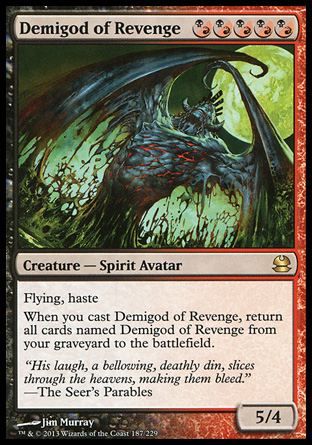 Demigod of Revenge
Creature — Spirit Avatar
Flying, haste
When you cast Demigod of Revenge, return
all cards named Demigod of Revenge from
your graveyard to the battlefield.
"His laugh, a bellowing, deathly din, slices
through the heavens, making them bleed."
—The Seer's Parables
Jim Murray
™ & © 2013 Wizards of the Coast 187/229
5/4